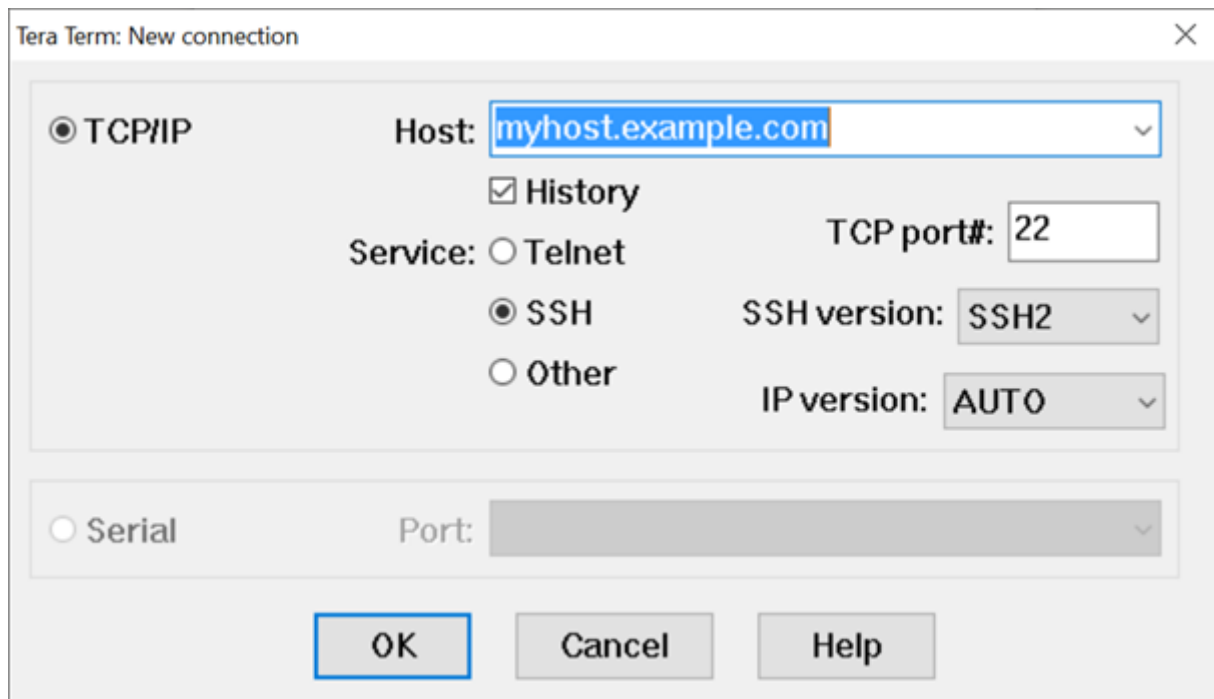 Tera Term: New connection
TCP/IP Host: myhost.example.com
History
TCP port#: 22
Service: Telnet
SSH SSH version: SSH2
Other
IP version: AUTO
Serial Port:
OK Cancel Help